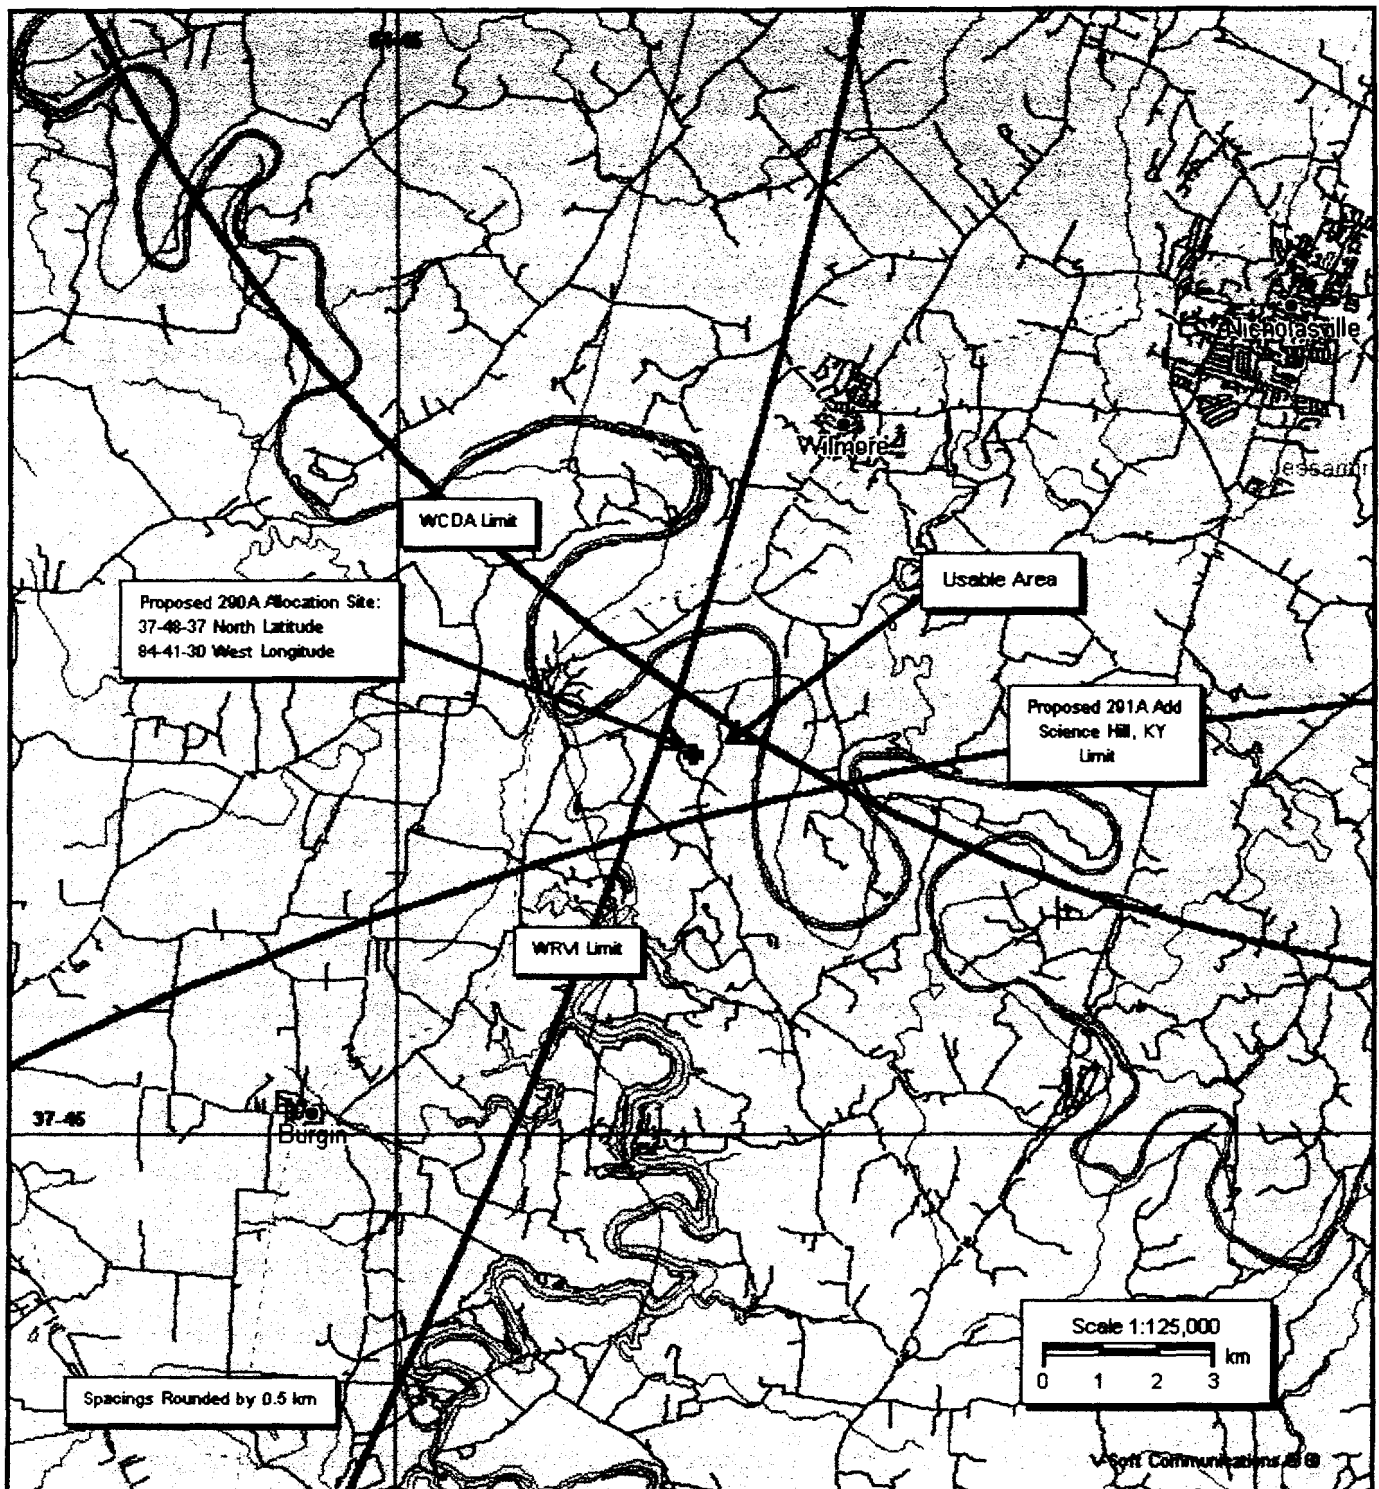 Nicholasville
Wilmore
WCDA Limit
Usable Area
Proposed 290A Allocation Site:
37-48-37 North Latitude
84-41-30 West Longitude
Proposed 291A Add
Science Hill, KY
Limit
WRVI Limit
37-45
Burgin
Scale 1:125,000
km
0 1 2 3
Spacings Rounded by 0.5 km
V-Soft Communications